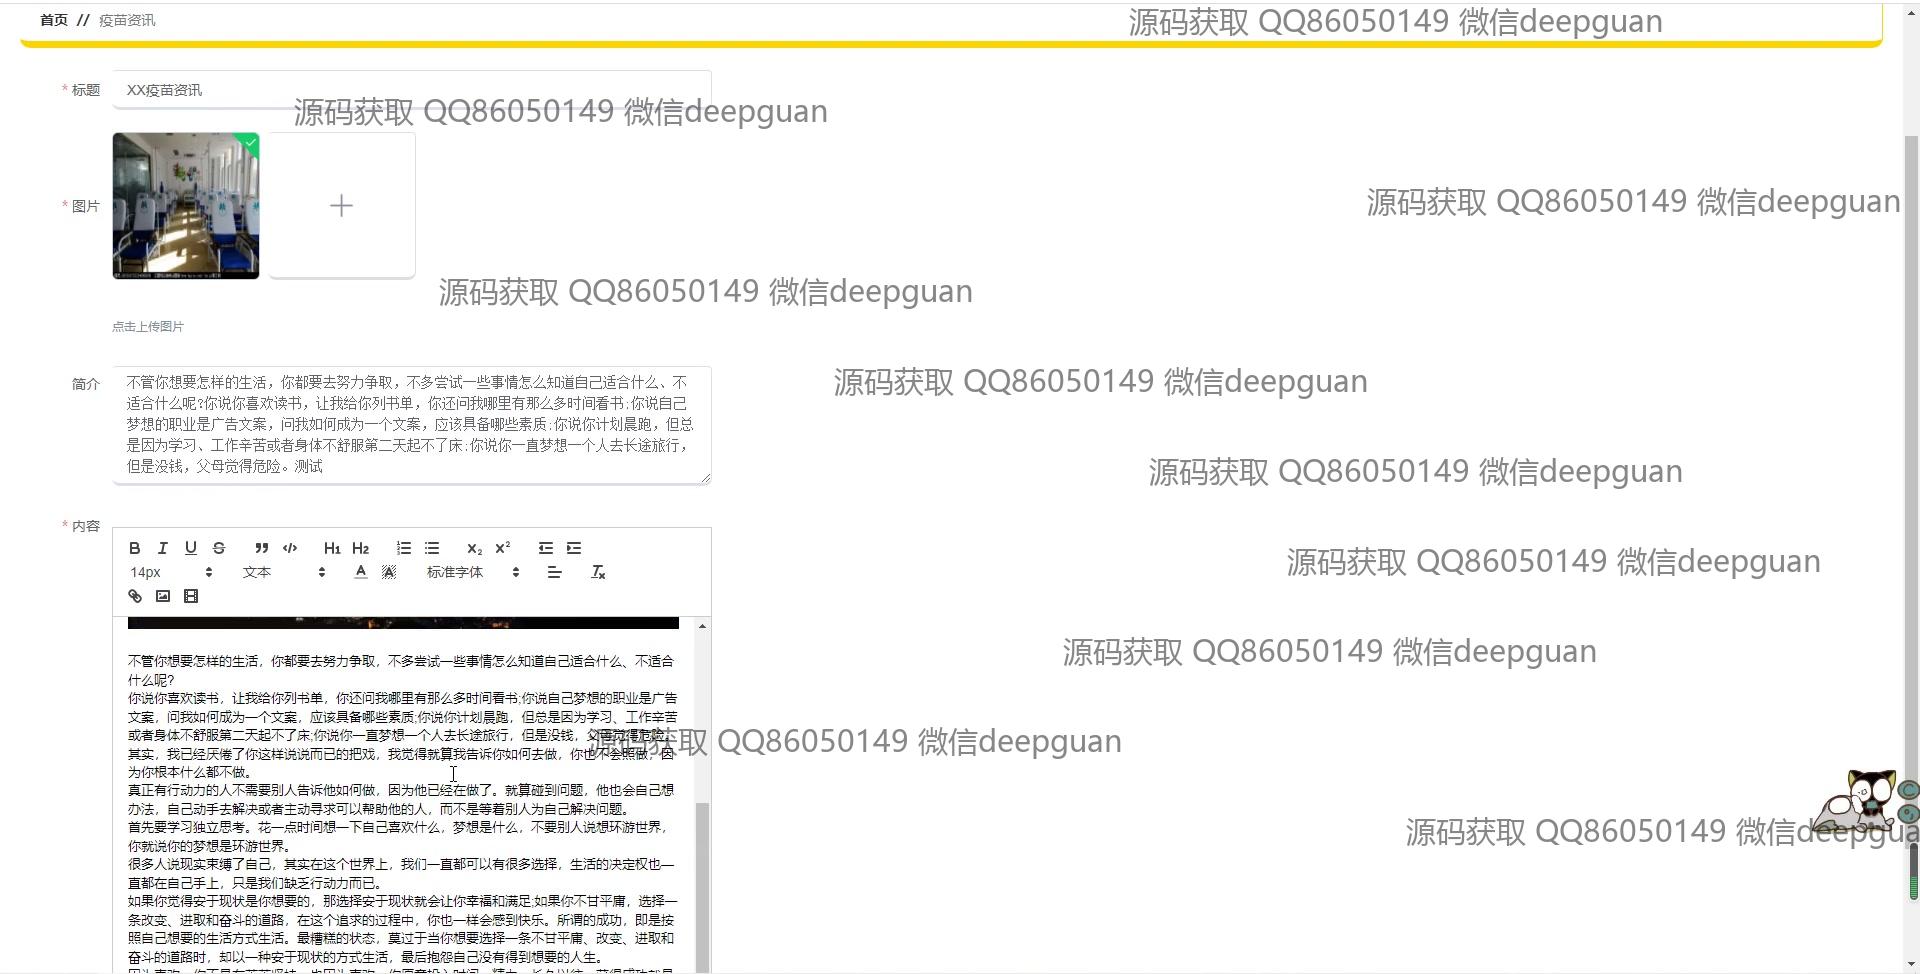 首页 // 疫苗资讯
源码获取 QQ86050149 微信deepguan
* 标题
XX疫苗资讯
源码获取 QQ86050149 微信deepguan
* 图片
源码获取 QQ86050149 微信deepguan
源码获取 QQ86050149 微信deepguan
点击上传图片
简介
不管你想要怎样的生活，你都要去努力争取，不多尝试一些事情怎么知道自己适合什么、不
适合什么呢?你说你喜欢读书，让我给你列书单，你还问我哪里有那么多时间看书;你说自己
梦想的职业是广告文案，问我如何成为一个文案，应该具备哪些素质;你说你计划晨跑，但总
是因为学习、工作辛苦或者身体不舒服第二天起不了床;你说你一直梦想一个人去长途旅行，
但是没钱，父母觉得危险。测试
源码获取 QQ86050149 微信deepguan
源码获取 QQ86050149 微信deepguan
* 内容
B I U S H1 H2 X2 X2
14px 文本 A A 标准字体 Tx
源码获取 QQ86050149 微信deepguan
不管你想要怎样的生活，你都要去努力争取，不多尝试一些事情怎么知道自己适合什么、不适合
什么呢?
你说你喜欢读书，让我给你列书单，你还问我哪里有那么多时间看书;你说自己梦想的职业是广告
文案，问我如何成为一个文案，应该具备哪些素质;你说你计划晨跑，但总是因为学习、工作辛苦
或者身体不舒服第二天起不了床;你说你一直梦想一个人去长途旅行，但是没钱，父母觉得危险。
其实，我已经厌倦了你这样说说而已的把戏，我觉得就算我告诉你如何去做，你也不会照做，因
为你根本什么都不做。
真正有行动力的人不需要别人告诉他如何做，因为他已经在做了。就算碰到问题，他也会自己想
办法，自己动手去解决或者主动寻求可以帮助他的人，而不是等着别人为自己解决问题。
首先要学习独立思考。花一点时间想一下自己喜欢什么，梦想是什么，不要别人说想环游世界，
你就说你的梦想是环游世界。
很多人说现实束缚了自己，其实在这个世界上，我们一直都可以有很多选择，生活的决定权也一
直都在自己手上，只是我们缺乏行动力而已。
如果你觉得安于现状是你想要的，那选择安于现状就会让你幸福和满足;如果你不甘平庸，选择一
条改变、进取和奋斗的道路，在这个追求的过程中，你也一样会感到快乐。所谓的成功，即是按
照自己想要的生活方式生活。最糟糕的状态，莫过于当你想要选择一条不甘平庸、改变、进取和
奋斗的道路时，却以一种安于现状的方式生活，最后抱怨自己没有得到想要的人生。
源码获取 QQ86050149 微信deepguan
源码获取 QQ86050149 微信deepguan
源码获取 QQ86050149 微信deepgua